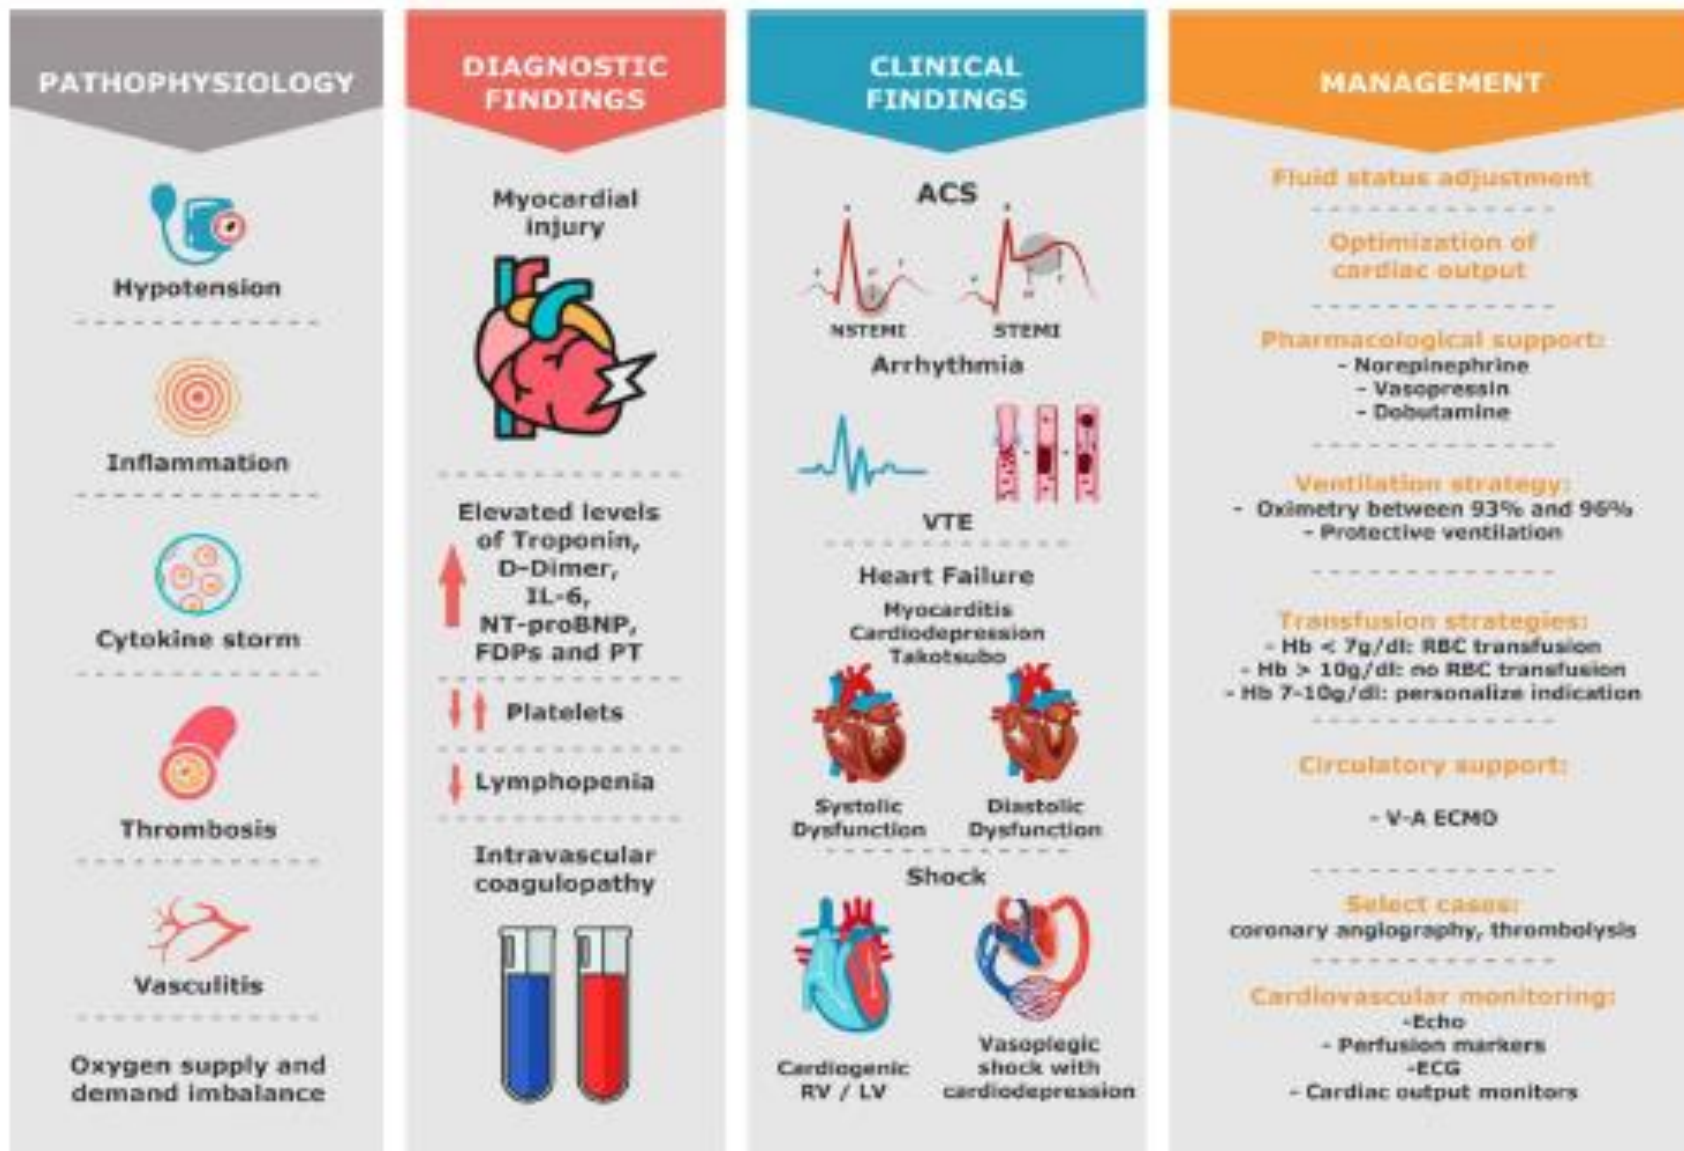 PATHOPHYSIOLOGY
Hypotension
Inflammation
Cytokine storm
Thrombosis
Vasculitis
Oxygen supply and
demand imbalance
DIAGNOSTIC
FINDINGS
Myocardial
injury
Elevated levels
of Troponin,
D-Dimer,
IL-6,
NT-proBNP,
FDPs and PT
Platelets
Lymphopenia
Intravascular
coagulopathy
CLINICAL
FINDINGS
ACS
NSTEMI
STEMI
Arrhythmia
VTE
Heart Failure
Myocarditis
Cardiodepression
Takotsubo
Systolic
Dysfunction
Diastolic
Dysfunction
Shock
Cardiogenic
RV / LV
Vasoplegic
shock with
cardiodepression
MANAGEMENT
Fluid status adjustment
Optimization of
cardiac output
Pharmacological support:
- Norepinephrine
- Vasopressin
- Dobutamine
Ventilation strategy:
- Oximetry between 93% and 96%
- Protective ventilation
Transfusion strategies:
- Hb < 7g/dl: RBC transfusion
- Hb > 10g/dl: no RBC transfusion
- Hb 7-10g/dl: personalize indication
Circulatory support:
- V-A ECMO
Select cases:
coronary angiography, thrombolysis
Cardiovascular monitoring:
-Echo
- Perfusion markers
-ECG
- Cardiac output monitors